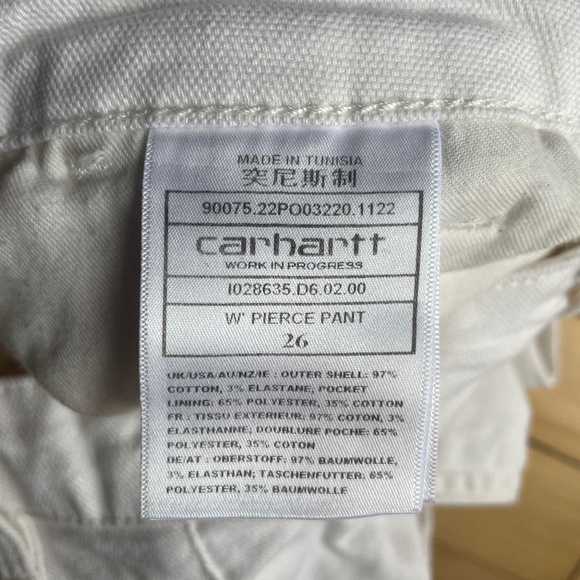 MADE IN TUNISIA
突尼斯制
90075.22PO03220.1122
carhartt
WORK IN PROGRESS
I028635.D6.02.00
W' PIERCE PANT
26
UK/USA/AU/NZ/IE : OUTER SHELL: 97%
COTTON, 3% ELASTANE; POCKET
LINING: 65% POLYESTER, 35% COTTON
FR : TISSU EXTERIEUR: 97% COTON, 3%
ELASTHANNE; DOUBLURE POCHE: 65%
POLYESTER, 35% COTON
DE/AT : OBERSTOFF: 97% BAUMWOLLE,
3% ELASTHAN; TASCHENFUTTER: 65%
POLYESTER, 35% BAUMWOLLE